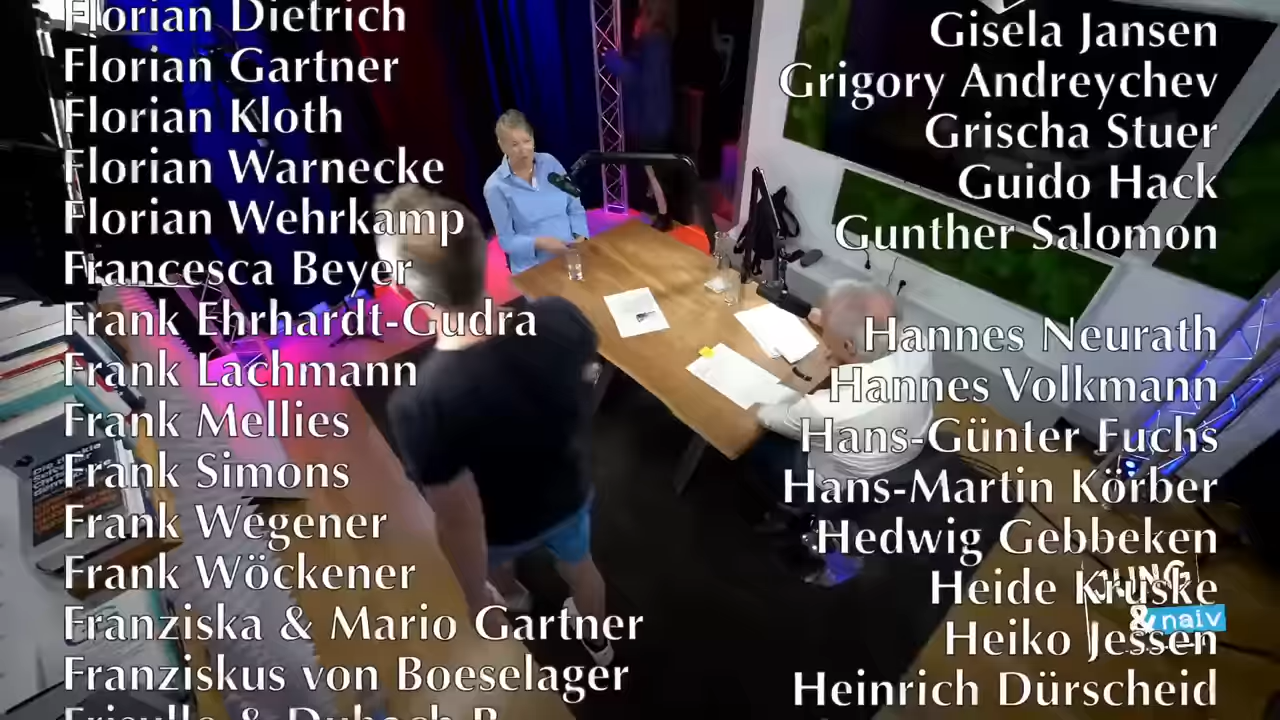 Florian Dietrich
Florian Gartner
Florian Kloth
Florian Warnecke
Florian Wehrkamp
Francesca Beyer
Frank Ehrhardt-Gudra
Frank Lachmann
Frank Mellies
Frank Simons
Frank Wegener
Frank Wöckener
Franziska & Mario Gartner
Franziskus von Boeselager
Gisela Jansen
Grigory Andreychev
Grischa Stuer
Guido Hack
Gunther Salomon
Hannes Neurath
Hannes Volkmann
Hans-Günter Fuchs
Hans-Martin Körber
Hedwig Gebbeken
Heide Kruske
Heiko Jessen
Heinrich Dürscheid
JUNG
& naiv